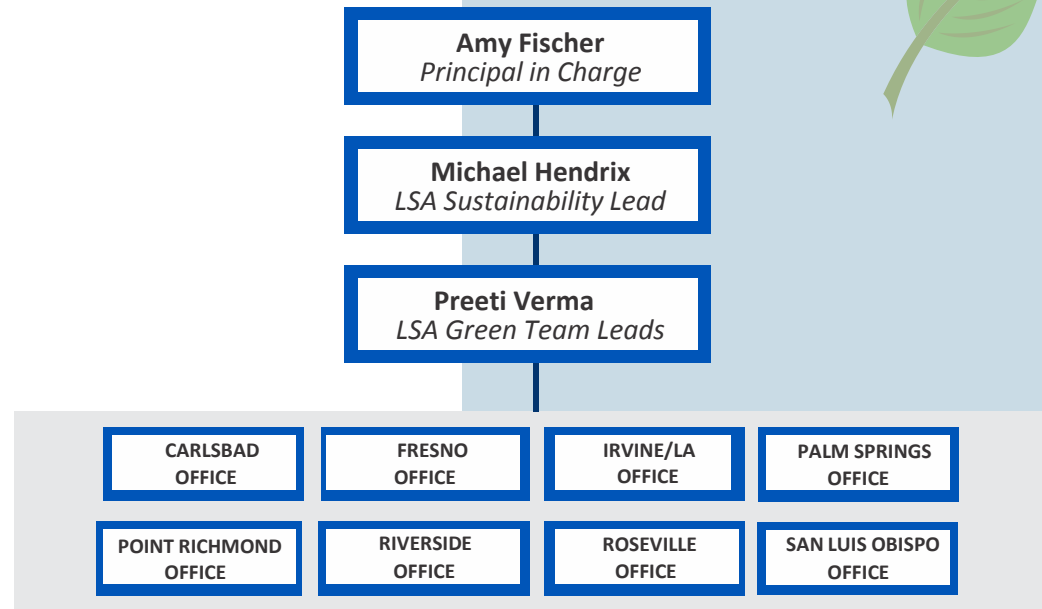 Amy Fischer
Principal in Charge
Michael Hendrix
LSA Sustainability Lead
Preeti Verma
LSA Green Team Leads
CARLSBAD
OFFICE
FRESNO
OFFICE
IRVINE/LA
OFFICE
PALM SPRINGS
OFFICE
POINT RICHMOND
OFFICE
RIVERSIDE
OFFICE
ROSEVILLE
OFFICE
SAN LUIS OBISPO
OFFICE